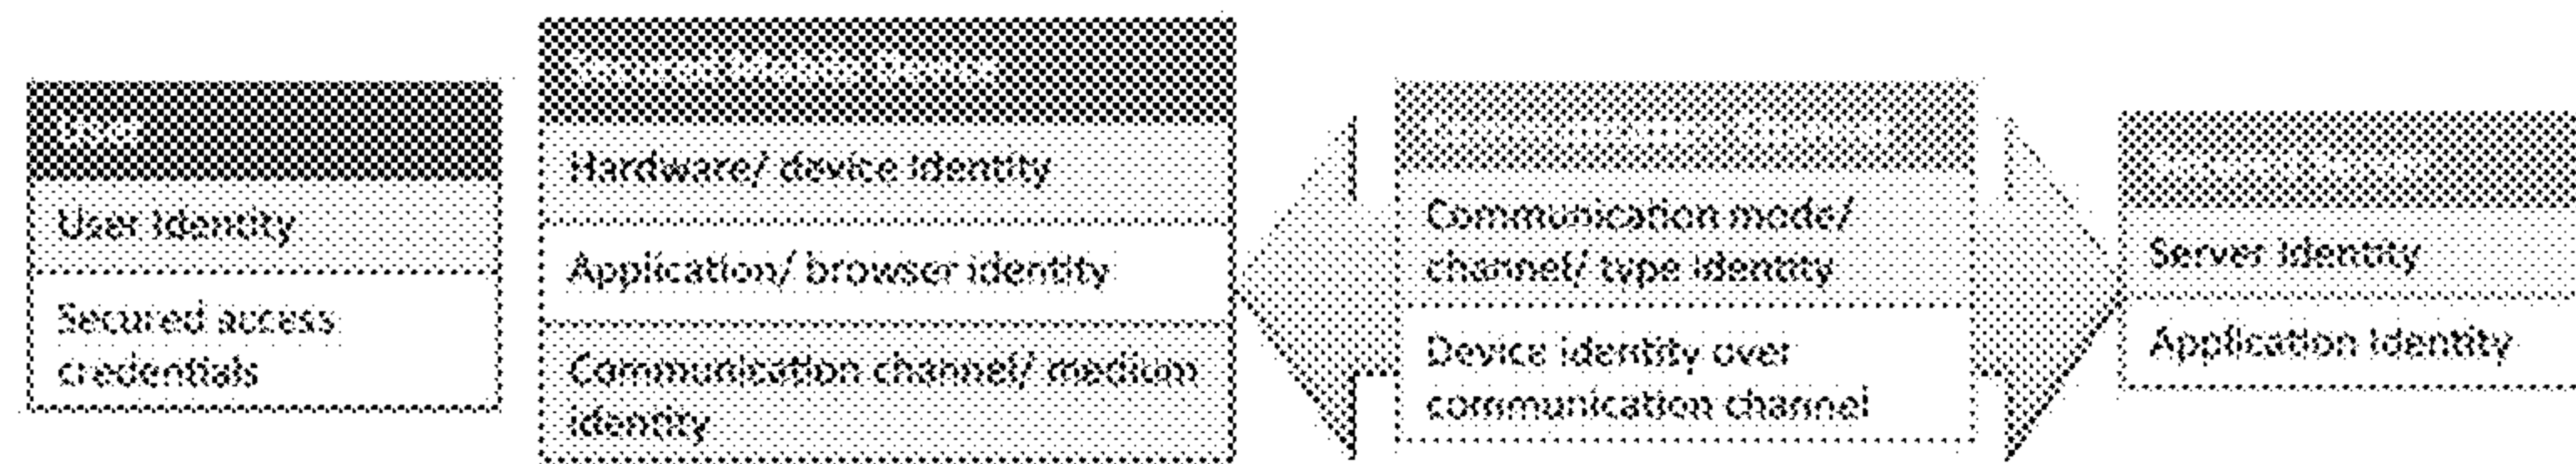 User
User Identity
Secured access
credentials
Hardware/ device Identity
Application/ browser identity
Communication channel/ medium
identity
Communication mode/
channel/ type Identity
Device identity over
communication channel
Server Identity
Application Identity